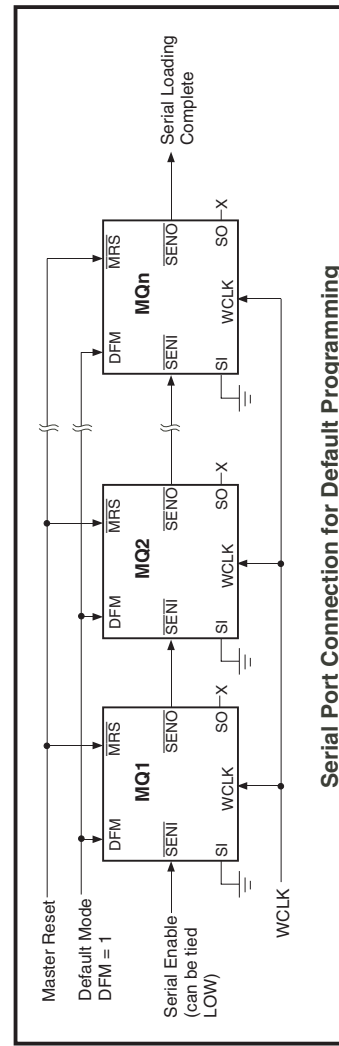 Master Reset
Default Mode
DFM = 1
DFM
MRS
DFM
MRS
DFM
MRS
MQ1
MQ2
MQn
Serial Enable
(can be tied
LOW)
SENI
SENO
SENI
SENO
SENI
SENO
Serial Loading
Complete
SI
WCLK
SO
X
SI
WCLK
SO
X
SI
WCLK
SO
X
WCLK
Serial Port Connection for Default Programming